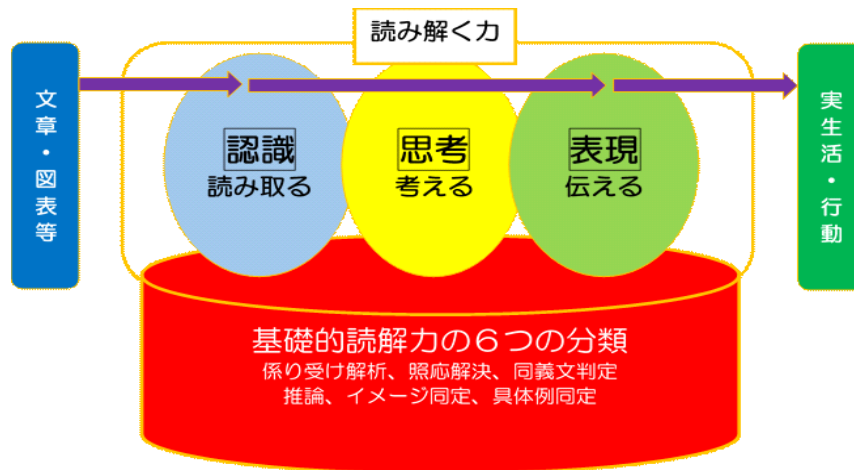 読み解く力
文章・図表等
認識
読み取る
思考
考える
表現
伝える
実生活・行動
基礎的読解力の６つの分類
係り受け解析、照応解決、同義文判定
推論、イメージ同定、具体例同定